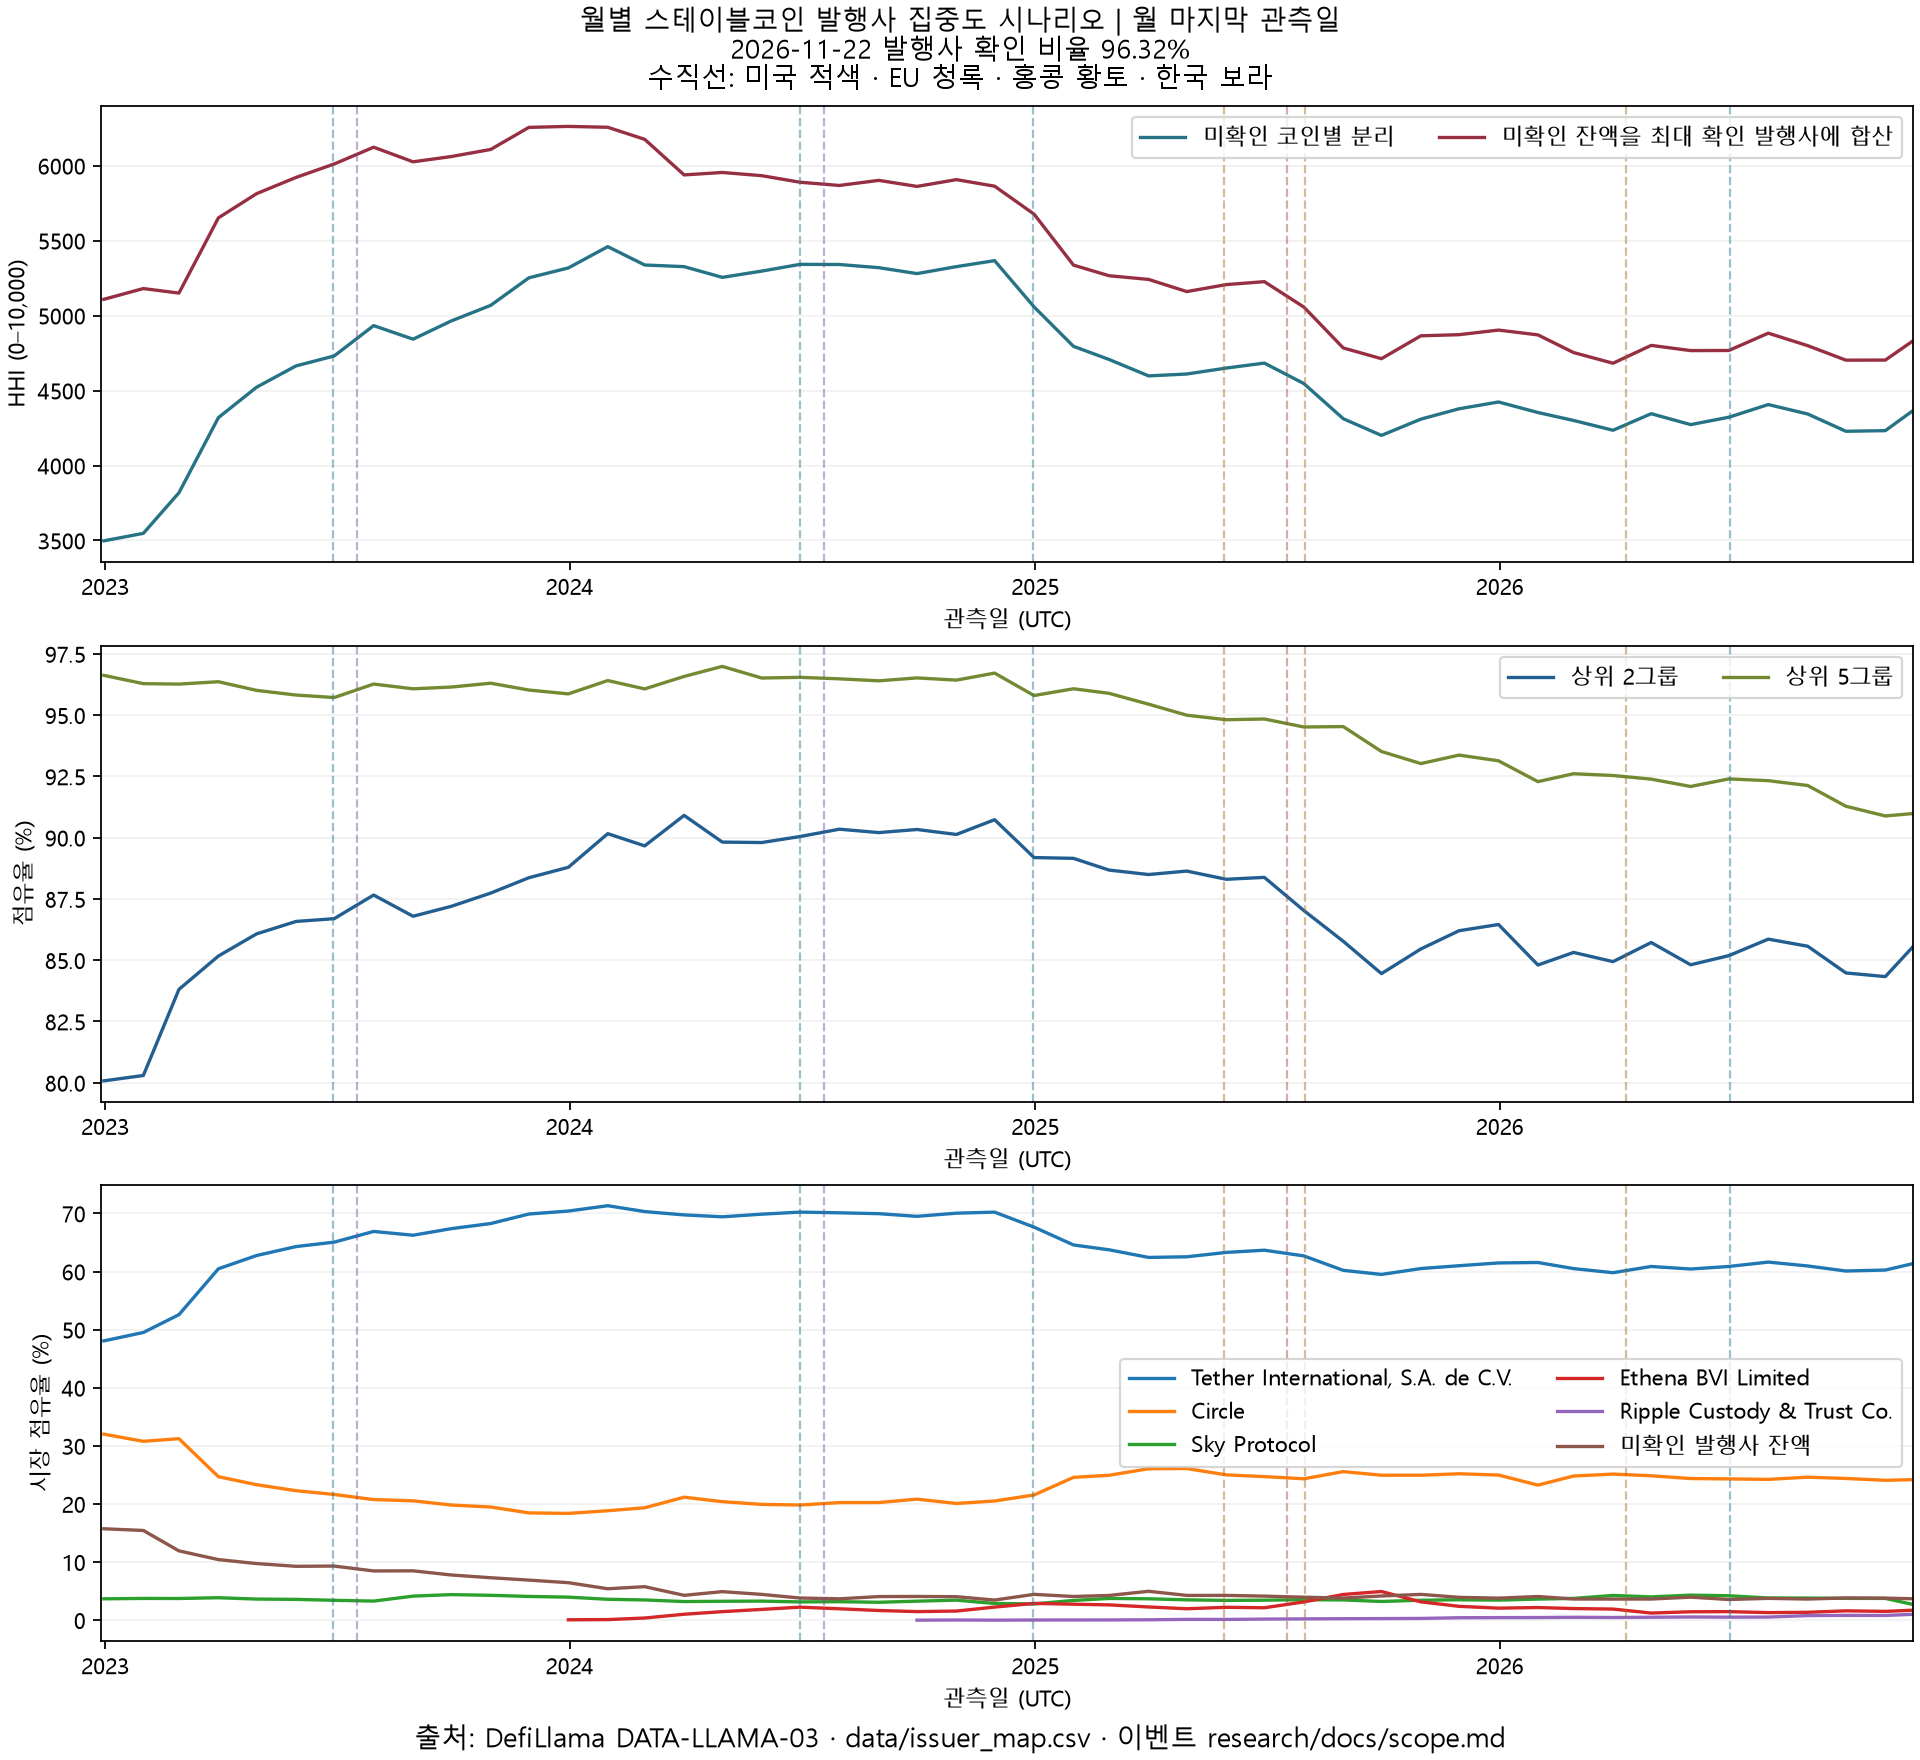 월별 스테이블코인 발행사 집중도 시나리오 | 월 마지막 관측일
2026-11-22 발행사 확인 비율 96.32%
수직선: 미국 적색 · EU 청록 · 홍콩 황토 · 한국 보라
미확인 코인별 분리
미확인 잔액을 최대 확인 발행사에 합산
HHI (0–10,000)
6000
5500
5000
4500
4000
3500
2023
2024
2025
2026
관측일 (UTC)
상위 2그룹
상위 5그룹
점유율 (%)
97.5
95.0
92.5
90.0
87.5
85.0
82.5
80.0
2023
2024
2025
2026
관측일 (UTC)
시장 점유율 (%)
70
60
50
40
30
20
10
0
Tether International, S.A. de C.V.
Circle
Sky Protocol
Ethena BVI Limited
Ripple Custody & Trust Co.
미확인 발행사 잔액
2023
2024
2025
2026
관측일 (UTC)
출처: DefiLlama DATA-LLAMA-03 · data/issuer_map.csv · 이벤트 research/docs/scope.md